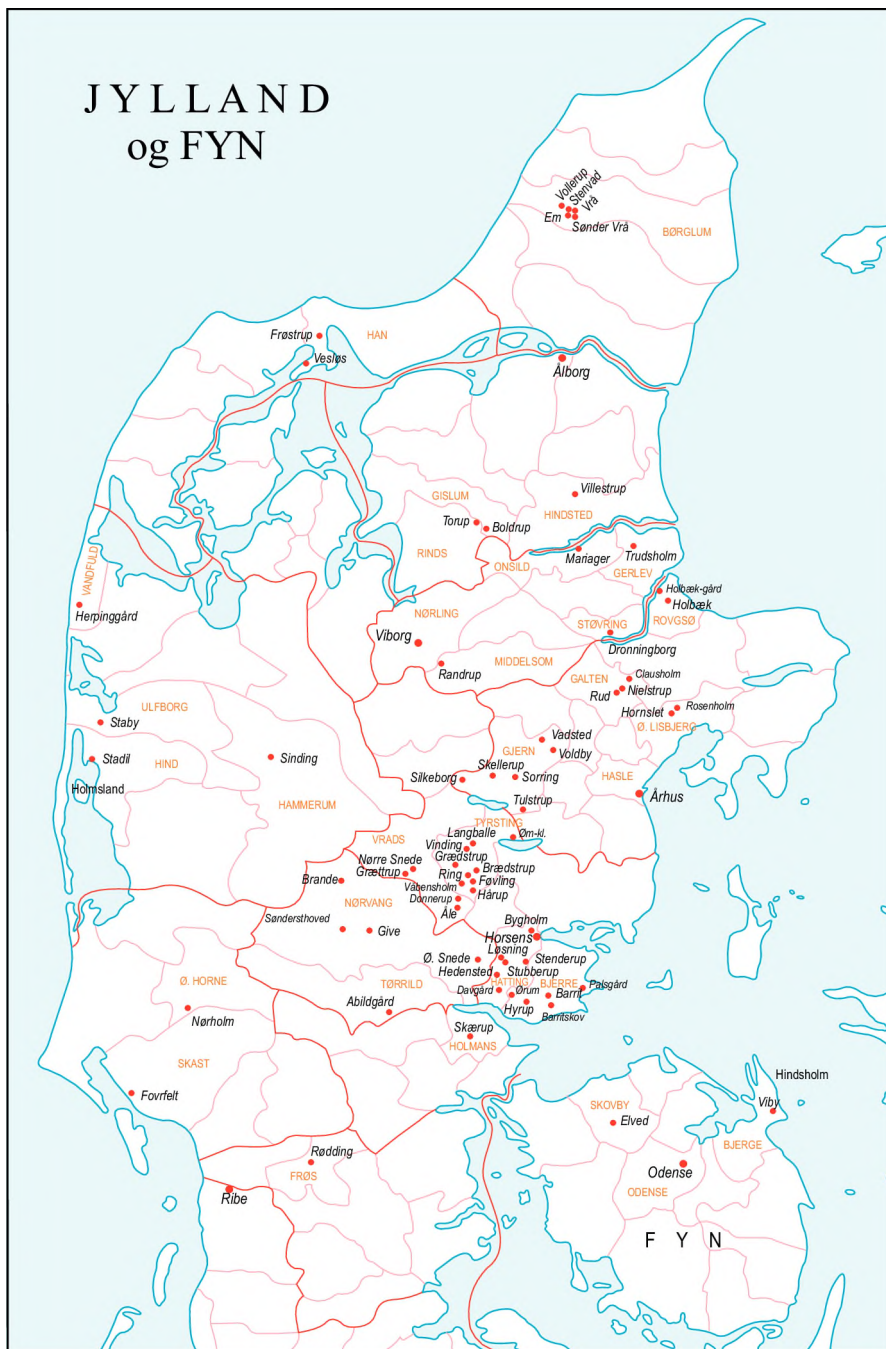 JYLLAND
og FYN
Vollerup
Stenvad
Vrå
Em
Sønder Vrå
BØRGLUM
Frøstrup
HAN
Vesløs
Ålborg
Villestrup
GISLUM
HINDSTED
Torup
Boldrup
RINDS
ONSILD
Mariager
Trudsholm
GERLEV
VANDFULD
Holbæk-gård
Holbæk
Herpinggård
NØRLING
STØVRING
ROVGSØ
Viborg
Dronningborg
Randrup
MIDDELSOM
GALTEN
Clausholm
Rud
Nielstrup
ULFBORG
Hornslet
Rosenholm
Staby
Ø. LISBJERG
Vadsted
GJERN
Voldby
Stadil
HIND
Sinding
Skellerup
Silkeborg
Sorring
HASLE
Holmsland
Århus
HAMMERUM
Tulstrup
TYRSTING
VRADS
Langballe
Øm-kl.
Vinding
Nørre Snede
Grædstrup
Grættrup
Brædstrup
Brande
Ring
Føvling
Våbensholm
Hårup
Donnerup
NØRVANG
Åle
Søndersthoved
Give
Bygholm
Horsens
Løsning
Ø. Snede
Stenderup
Hedensted
Stubberup
Ø. HORNE
TØRRILD
HATTING
BJERRE
Palsgård
Davgård
Ørum
Barrit
Abildgård
Hyrup
Barritskov
Nørholm
Skærup
HOLMANS
SKAST
Hindsholm
Fovrfelt
SKOVBY
Viby
Elved
BJERGE
Rødding
FRØS
Odense
Ribe
ODENSE
FYN